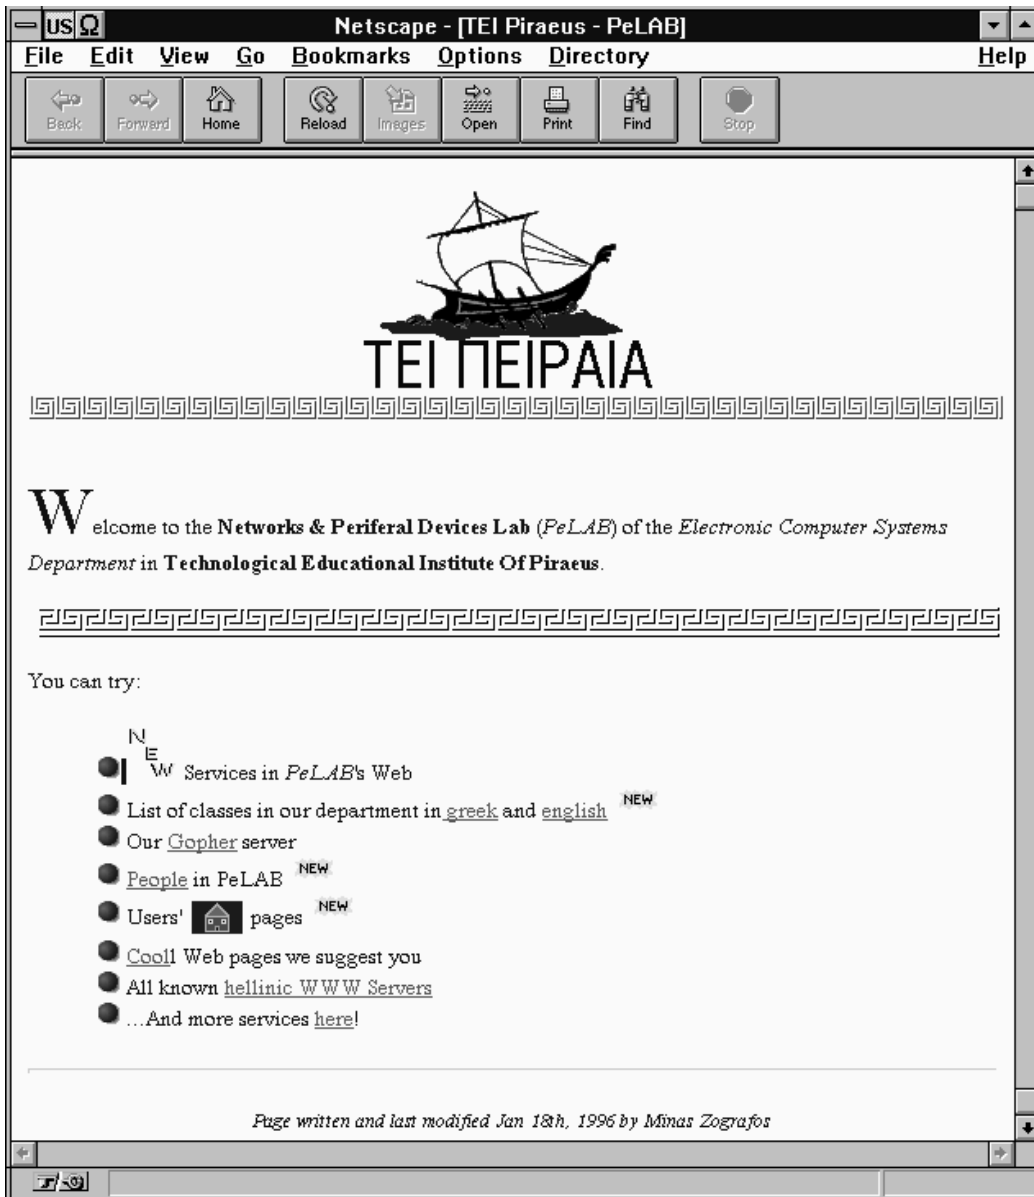 US Ω Netscape - [TEI Piraeus - PeLAB]
File Edit View Go Bookmarks Options Directory Help
Back Forward Home Reload Images Open Print Find Stop
ΤΕΙ ΠΕΙΡΑΙΑ
Welcome to the Networks & Periferal Devices Lab (PeLAB) of the Electronic Computer Systems
Department in Technological Educational Institute Of Piraeus.
You can try:
NEW Services in PeLAB's Web
List of classes in our department in greek and english NEW
Our Gopher server
People in PeLAB NEW
Users' pages NEW
Cooll Web pages we suggest you
All known hellinic WWW Servers
...And more services here!
Page written and last modified Jan 18th, 1996 by Minas Zografos